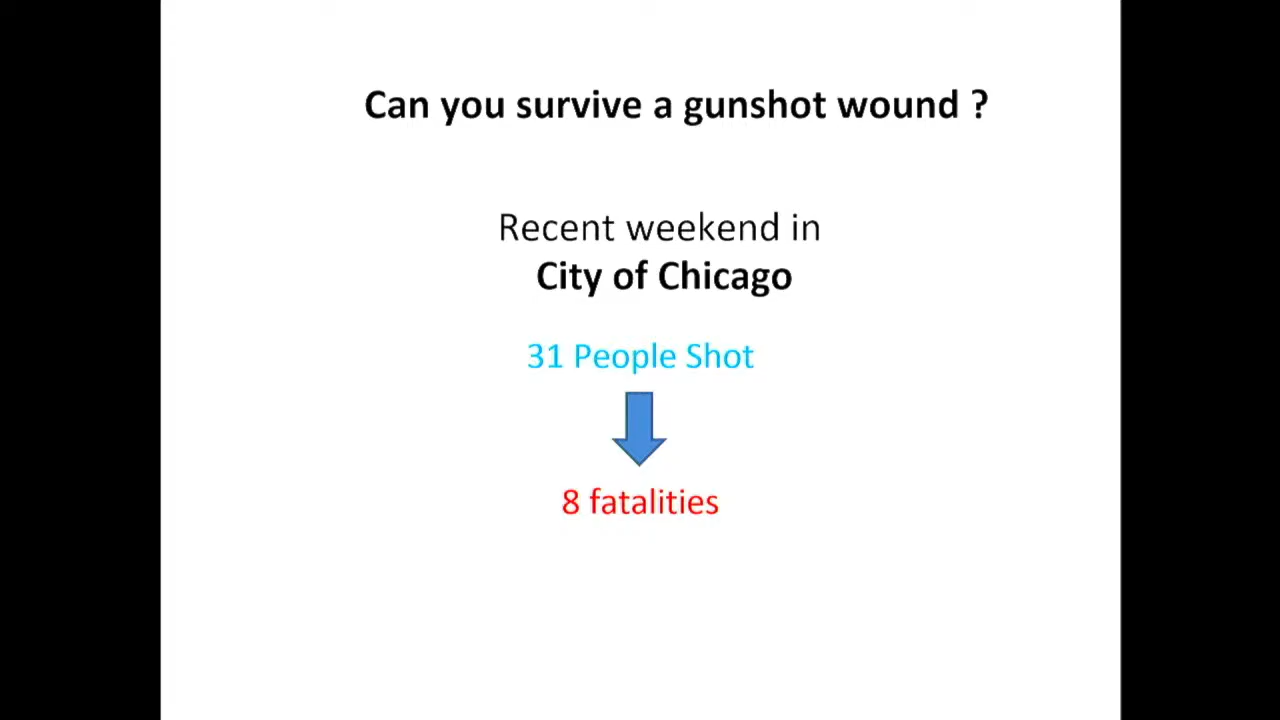 Can you survive a gunshot wound ?
Recent weekend in
City of Chicago
31 People Shot
8 fatalities